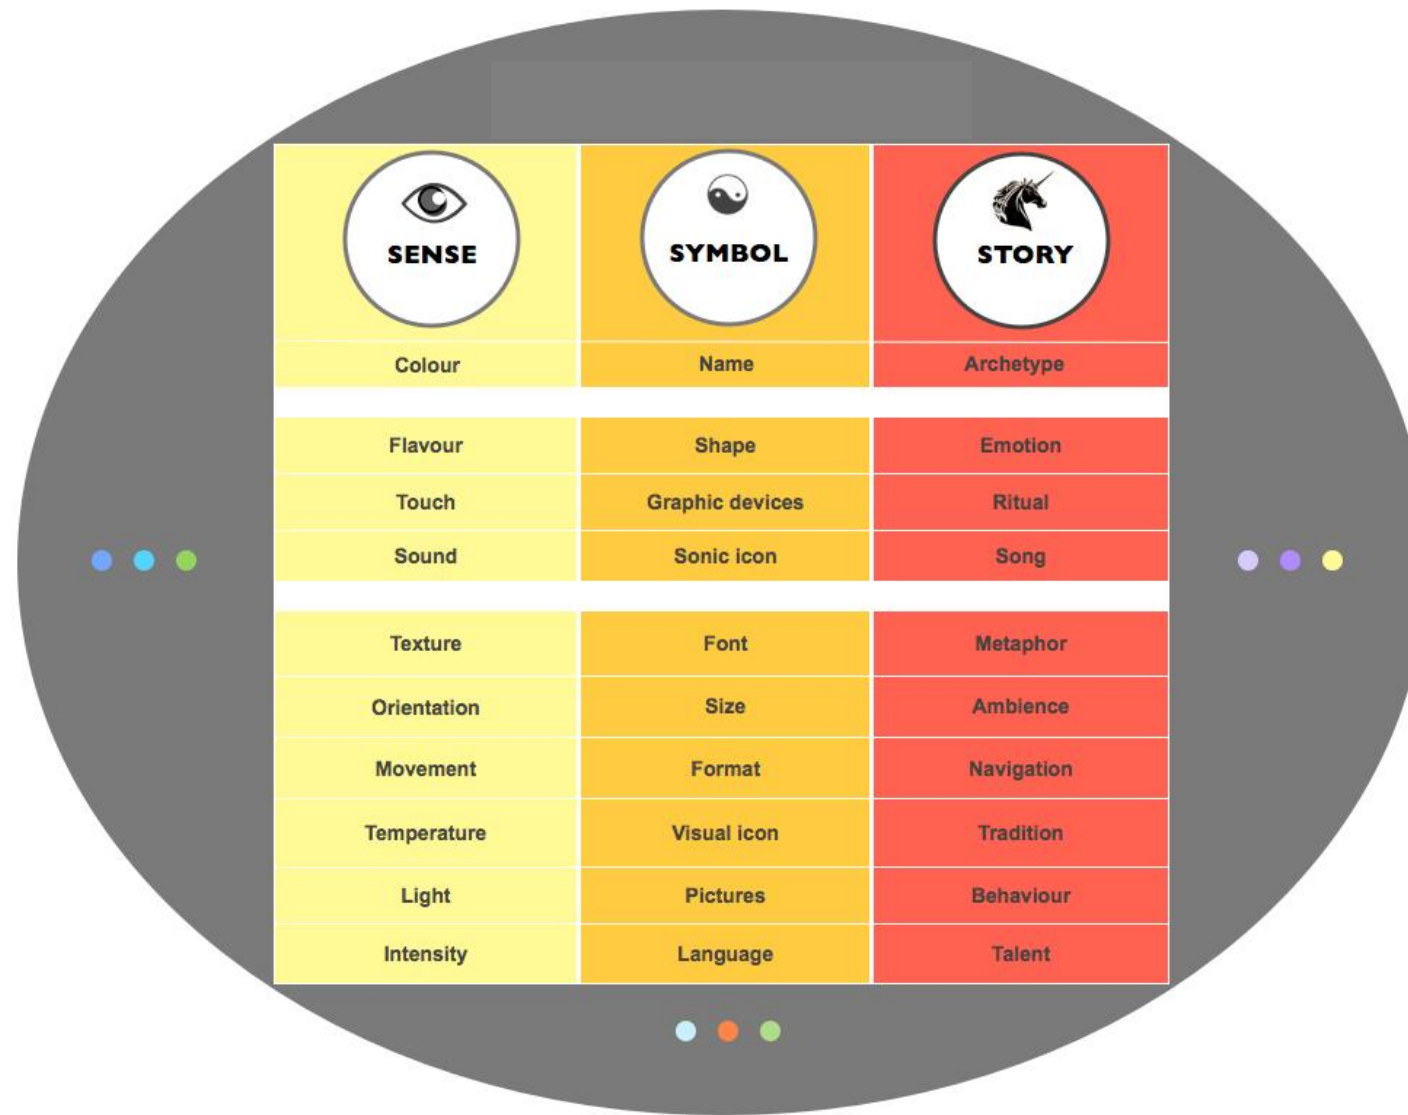 SENSE SYMBOL STORY
Colour Name Archetype
Flavour Shape Emotion
Touch Graphic devices Ritual
Sound Sonic icon Song
Texture Font Metaphor
Orientation Size Ambience
Movement Format Navigation
Temperature Visual icon Tradition
Light Pictures Behaviour
Intensity Language Talent